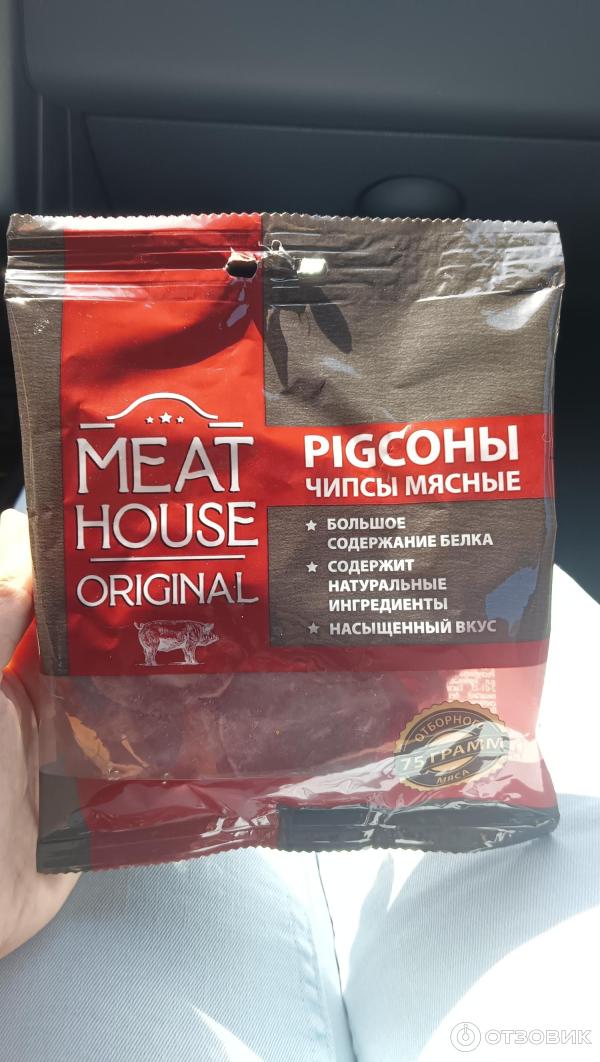 MEAT
HOUSE
ORIGINAL
PIGСОНЫ
ЧИПСЫ МЯСНЫЕ
БОЛЬШОЕ
СОДЕРЖАНИЕ БЕЛКА
СОДЕРЖИТ
НАТУРАЛЬНЫЕ
ИНГРЕДИЕНТЫ
НАСЫЩЕННЫЙ ВКУС
ОТБОРНОГО
75 ГРАММ
МЯСА
ОТЗОВИК